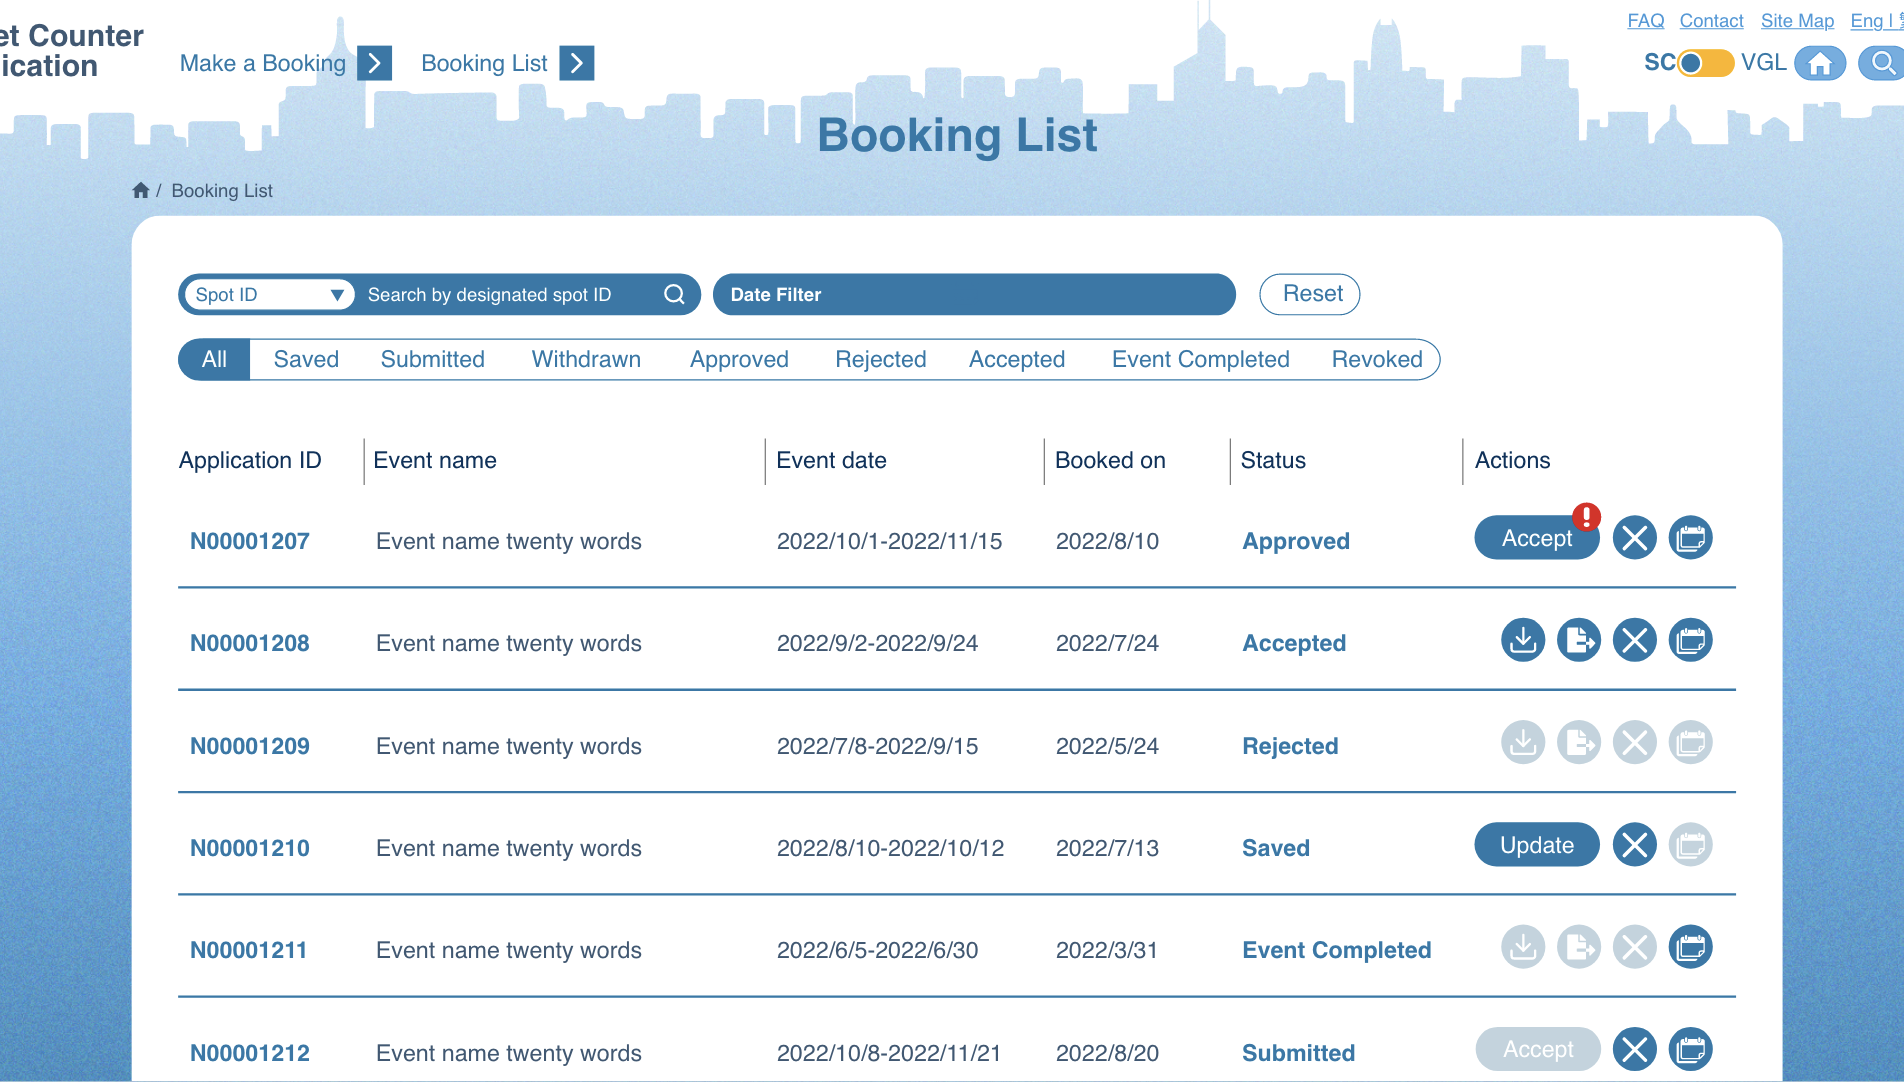 FAQ Contact Site Map Eng |
et Counter
ication
Make a Booking Booking List
SC VGL
Booking List
/ Booking List
Spot ID Search by designated spot ID Date Filter Reset
All Saved Submitted Withdrawn Approved Rejected Accepted Event Completed Revoked
Application ID Event name Event date Booked on Status Actions
N00001207 Event name twenty words 2022/10/1-2022/11/15 2022/8/10 Approved Accept !
N00001208 Event name twenty words 2022/9/2-2022/9/24 2022/7/24 Accepted
N00001209 Event name twenty words 2022/7/8-2022/9/15 2022/5/24 Rejected
N00001210 Event name twenty words 2022/8/10-2022/10/12 2022/7/13 Saved Update
N00001211 Event name twenty words 2022/6/5-2022/6/30 2022/3/31 Event Completed
N00001212 Event name twenty words 2022/10/8-2022/11/21 2022/8/20 Submitted Accept